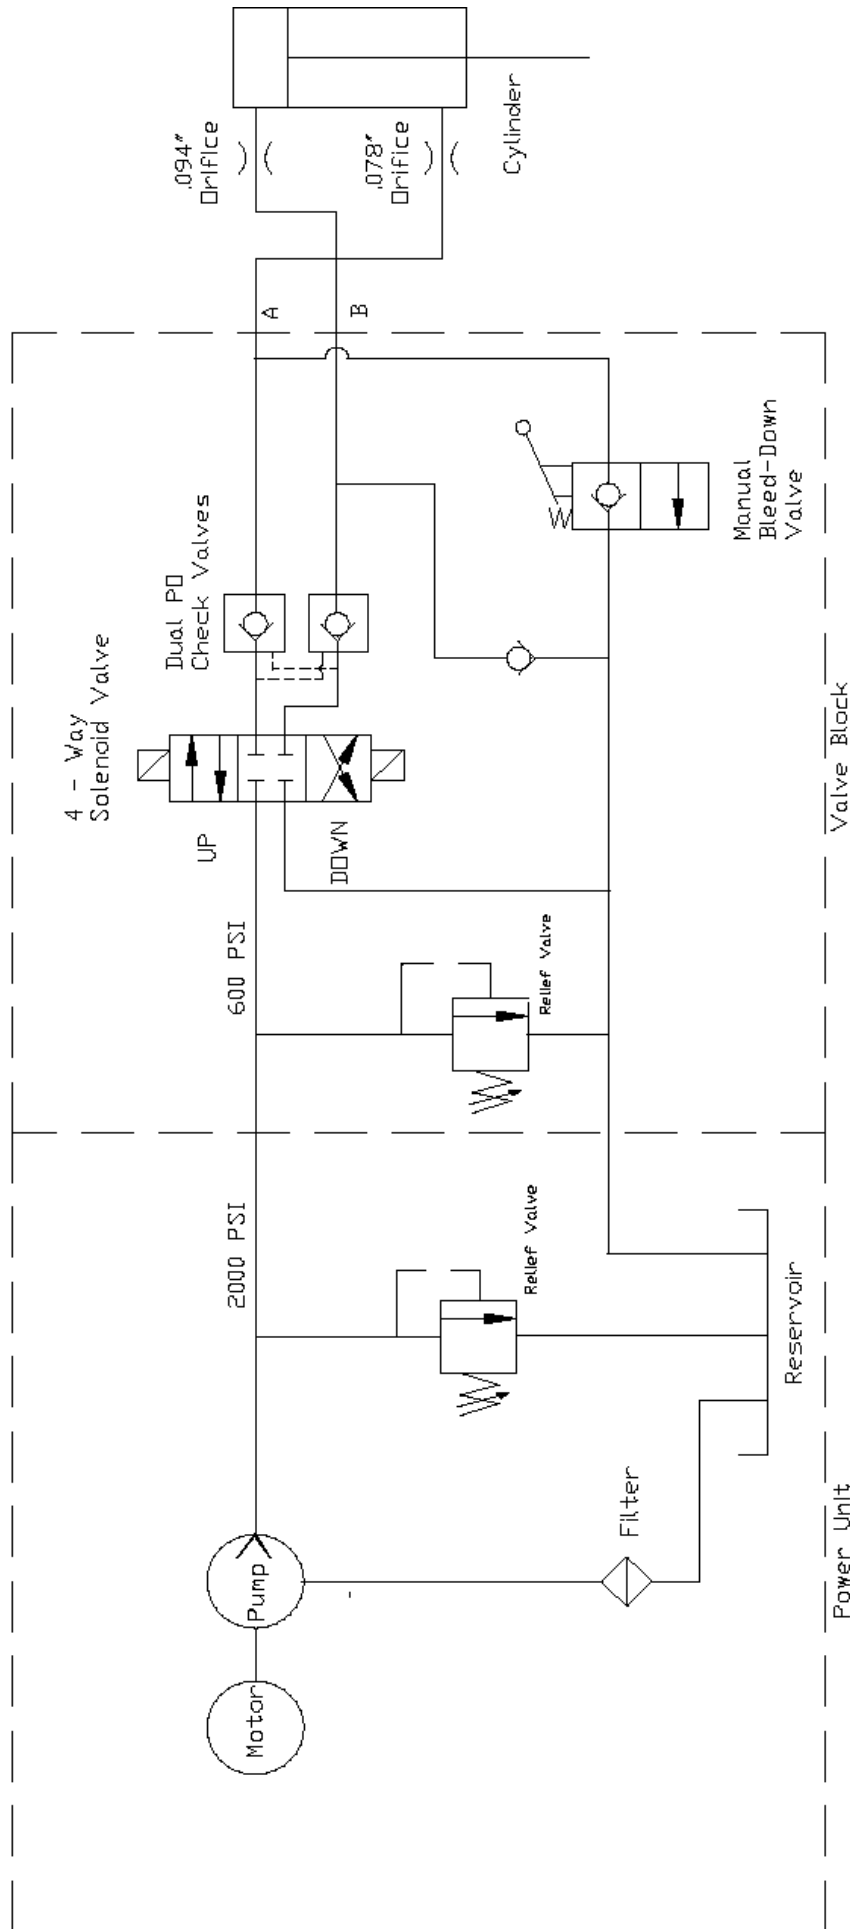 Motor
Pump
Filter
Reservoir
2000 PSI
Relief Valve
Power Unit
600 PSI
Relief Valve
4 - Way
Solenoid Valve
UP
DOWN
Dual PO
Check Valves
Manual
Bleed-Down
Valve
Valve Block
A
B
.094"
Orifice
.078"
Orifice
Cylinder